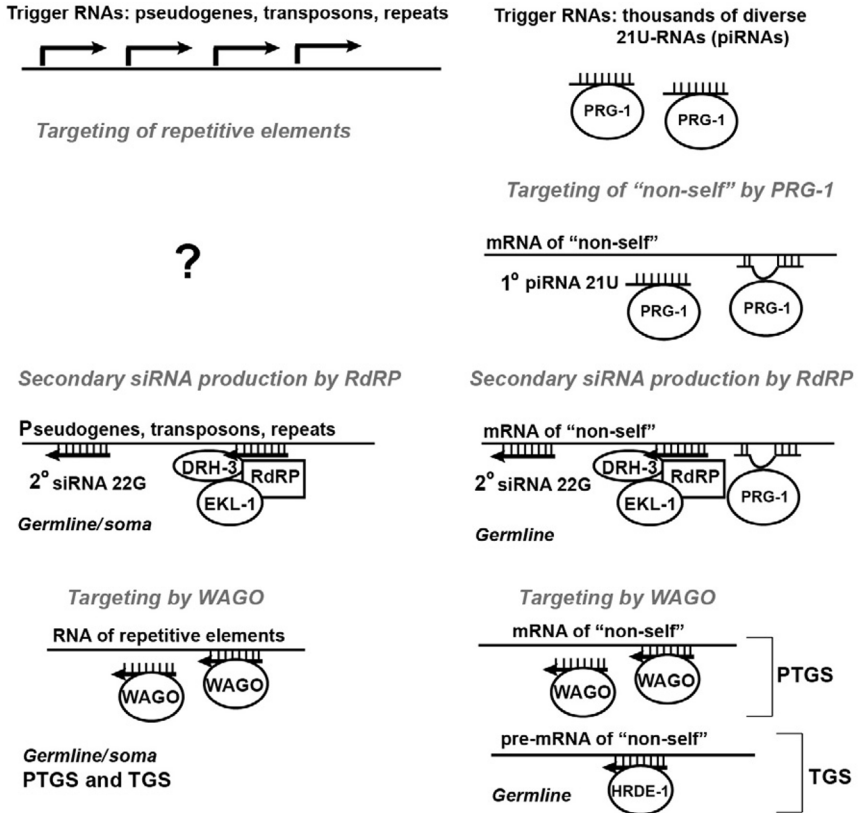 Trigger RNAs: pseudogenes, transposons, repeats
Targeting of repetitive elements
?
Secondary siRNA production by RdRP
Pseudogenes, transposons, repeats
2° siRNA 22G
DRH-3
RdRP
EKL-1
Germline/soma
Targeting by WAGO
RNA of repetitive elements
WAGO
WAGO
Germline/soma
PTGS and TGS
Trigger RNAs: thousands of diverse
21U-RNAs (piRNAs)
PRG-1
PRG-1
Targeting of “non-self” by PRG-1
mRNA of “non-self”
1° piRNA 21U
PRG-1
PRG-1
Secondary siRNA production by RdRP
mRNA of “non-self”
2° siRNA 22G
DRH-3
RdRP
EKL-1
PRG-1
Germline
Targeting by WAGO
mRNA of “non-self”
WAGO
WAGO
PTGS
pre-mRNA of “non-self”
HRDE-1
TGS
Germline